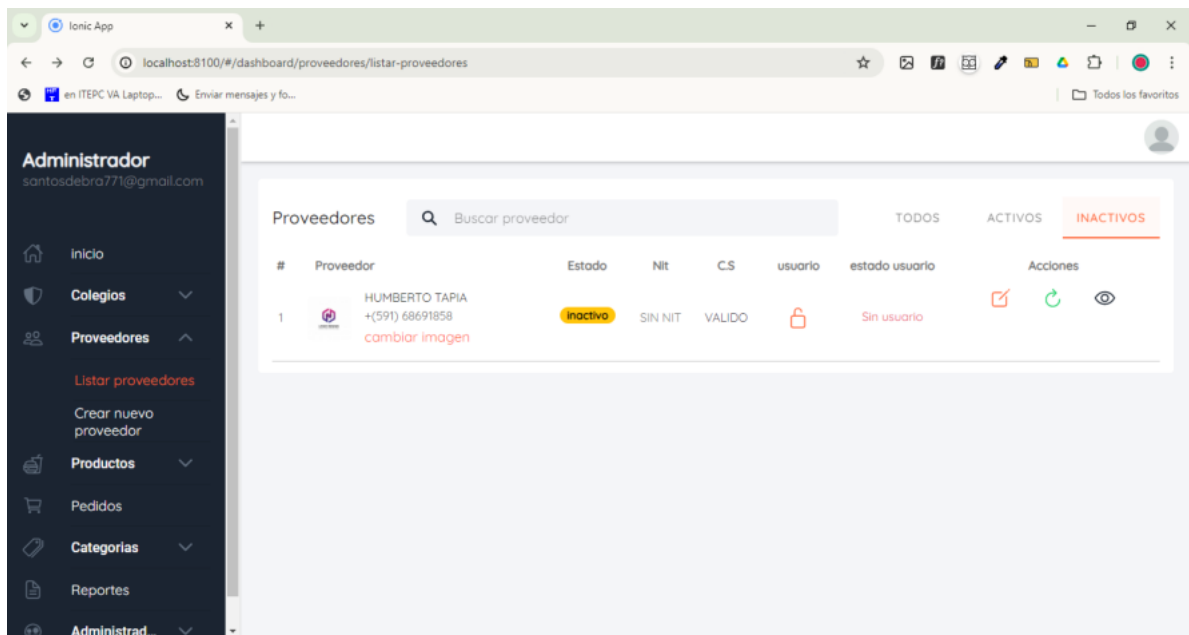 Ionic App
localhost:8100/#/dashboard/proveedores/listar-proveedores
en ITEPC VA Laptop...
Enviar mensajes y fo...
Todos los favoritos
Administrador
santosdebra771@gmail.com
inicio
Colegios
Proveedores
Listar proveedores
Crear nuevo
proveedor
Productos
Pedidos
Categorias
Reportes
Administrad...
Proveedores
Buscar proveedor
TODOS ACTIVOS INACTIVOS
# Proveedor Estado Nit C.S usuario estado usuario Acciones
HUMBERTO TAPIA
1 +(591) 68691858 inactivo SIN NIT VALIDO Sin usuario
cambiar imagen